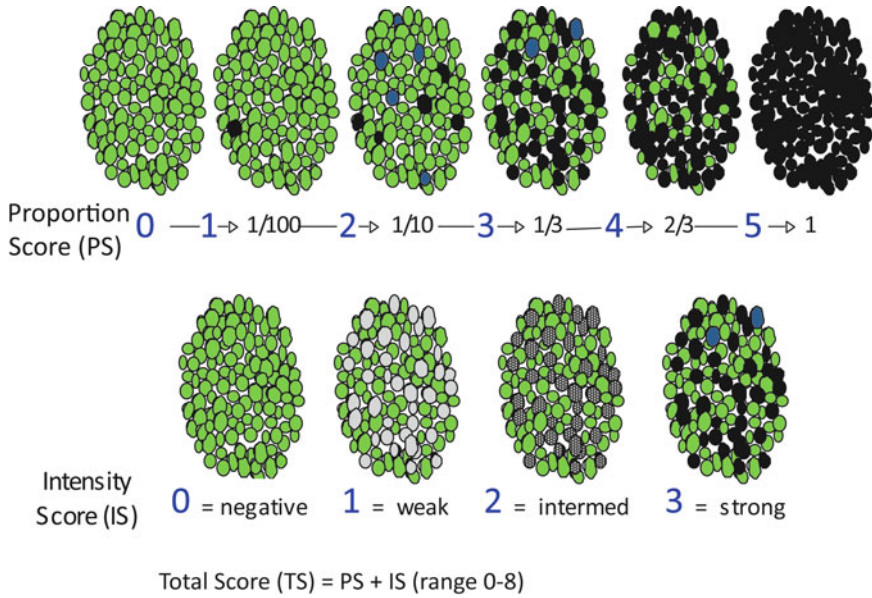 Proportion
Score (PS)
0 → 1 → 1/100 → 2 → 1/10 → 3 → 1/3 → 4 → 2/3 → 5 → 1
Intensity
Score (IS)
0 = negative 1 = weak 2 = intermed 3 = strong
Total Score (TS) = PS + IS (range 0-8)